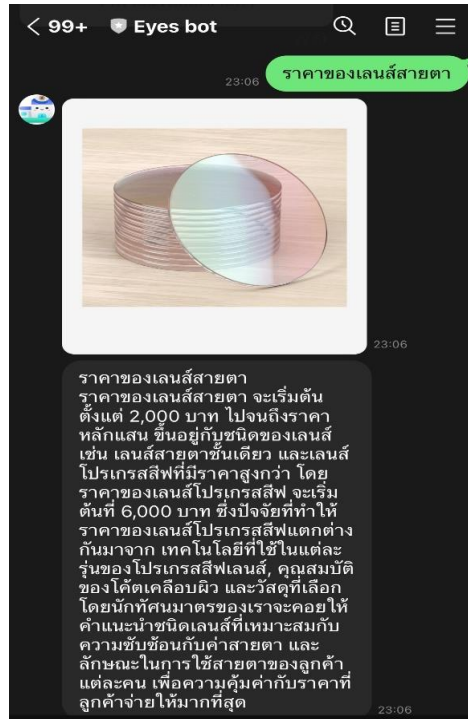 99+ Eyes bot
ราคาของเลนส์สายตา
23:06
23:06
ราคาของเลนส์สายตา
ราคาของเลนส์สายตา จะเริ่มต้น
ตั้งแต่ 2,000 บาท ไปจนถึงราคา
หลักแสน ขึ้นอยู่กับชนิดของเลนส์
เช่น เลนส์สายตาชั้นเดียว และเลนส์
โปรเกรสสีฟที่มีราคาสูงกว่า โดย
ราคาของเลนส์โปรเกรสสีฟ จะเริ่ม
ต้นที่ 6,000 บาท ซึ่งปัจจัยที่ทำให้
ราคาของเลนส์โปรเกรสสีฟแตกต่าง
กันมาจาก เทคโนโลยีที่ใช้ในแต่ละ
รุ่นของโปรเกรสสีฟเลนส์, คุณสมบัติ
ของโค้ตเคลือบผิว และวัสดุที่เลือก
โดยนักทัศนมาตรของเราจะคอยให้
คำแนะนำชนิดเลนส์ที่เหมาะสมกับ
ความซับซ้อนกับค่าสายตา และ
ลักษณะในการใช้สายตาของลูกค้า
แต่ละคน เพื่อความคุ้มค่ากับราคาที่
ลูกค้าจ่ายให้มากที่สุด
23:06